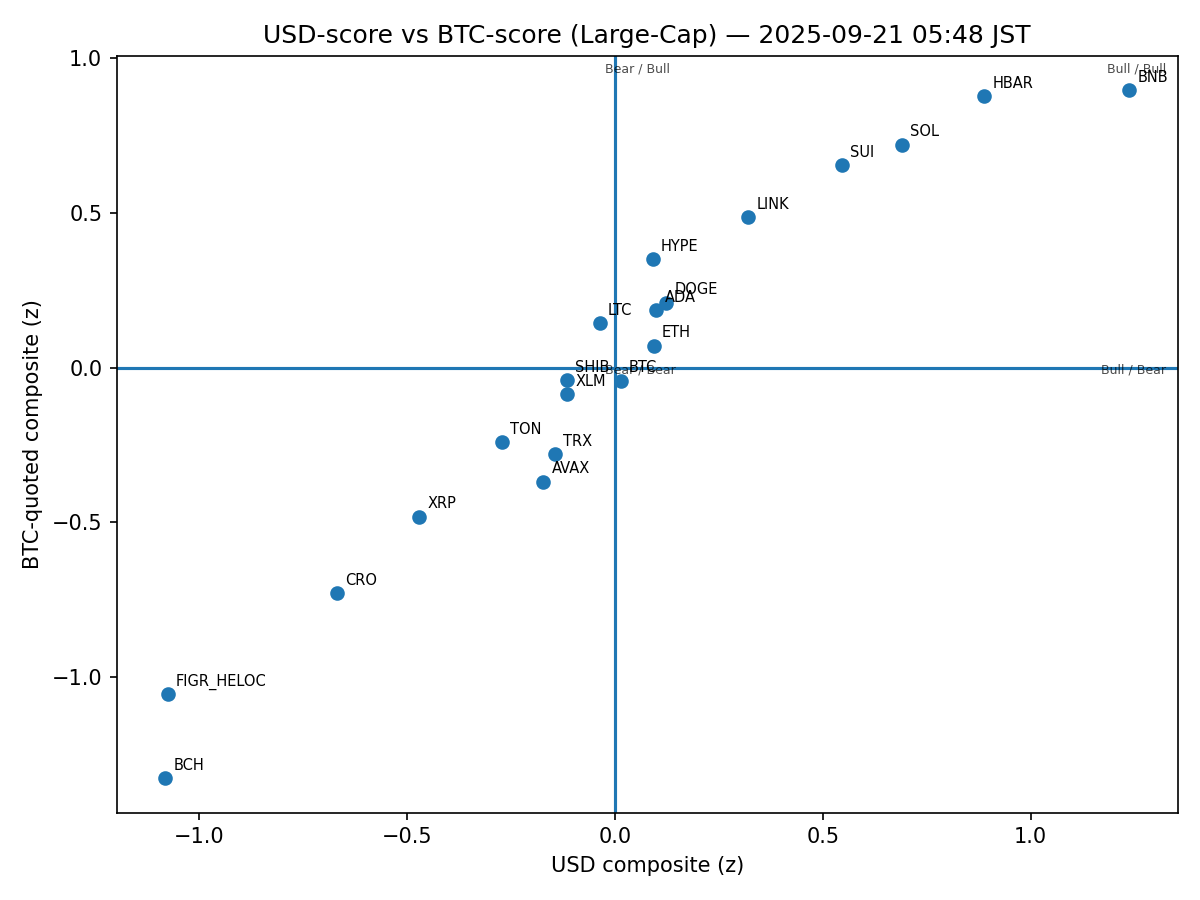 USD-score vs BTC-score (Large-Cap) — 2025-09-21 05:48 JST
1.0
0.5
0.0
−0.5
−1.0
BTC-quoted composite (z)
Bear / Bull
Bull / Bull
BNB
HBAR
SOL
SUI
LINK
HYPE
DOGE
ADA
LTC
ETH
SHIB
BTC
Bear / Bear
Bull / Bear
XLM
TON
TRX
AVAX
XRP
CRO
FIGR_HELOC
BCH
−1.0
−0.5
0.0
0.5
1.0
USD composite (z)